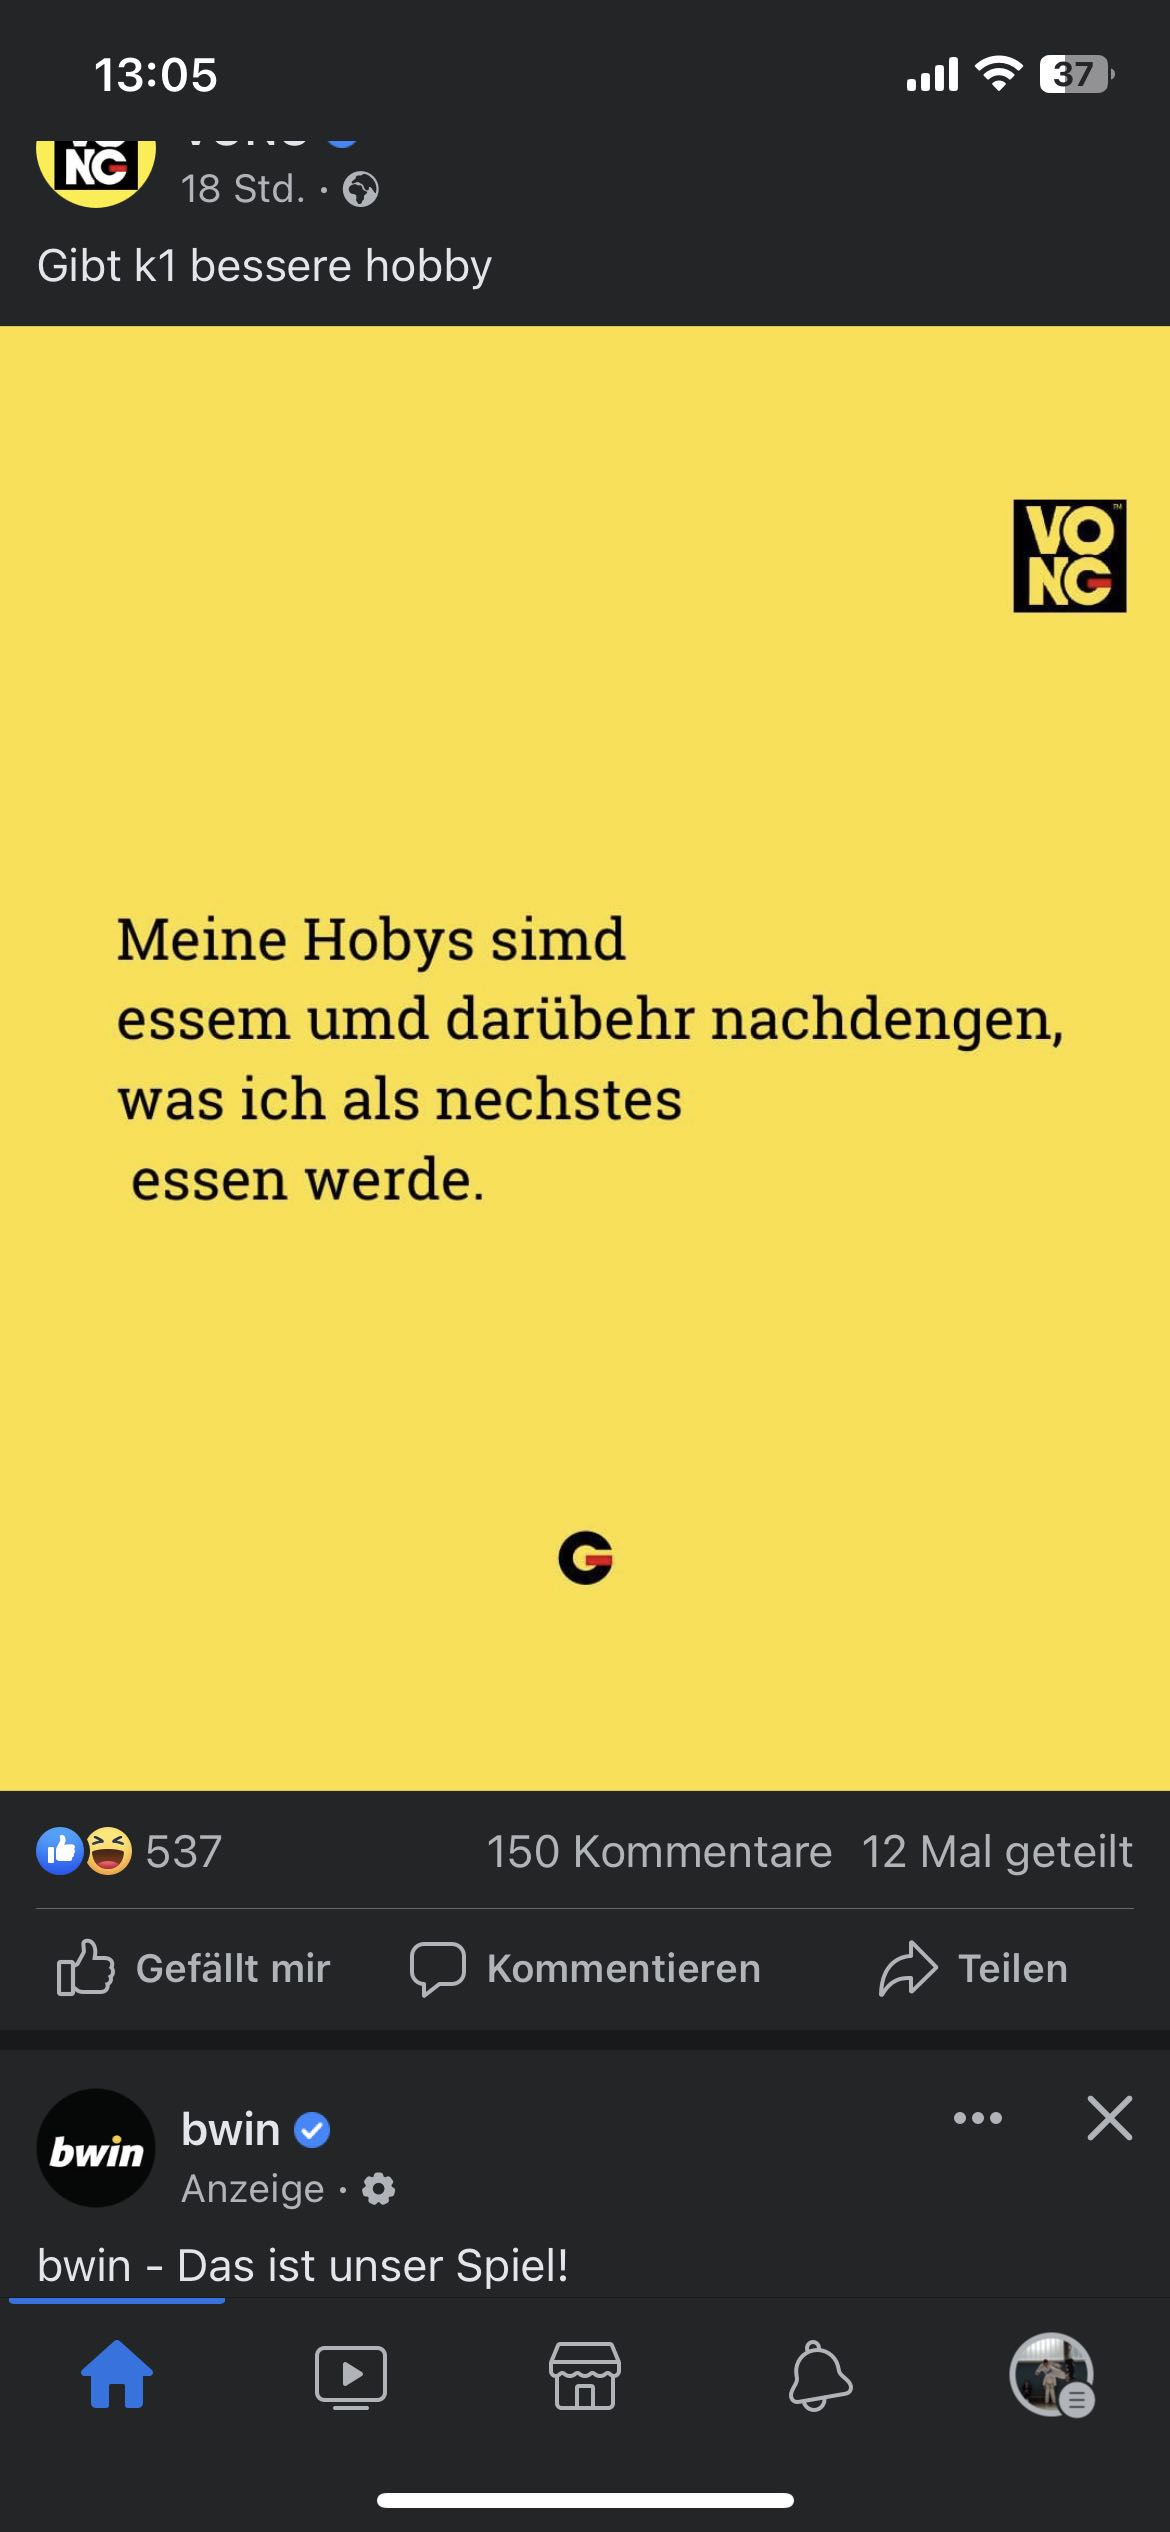 13:05
37
NG
18 Std. ·
Gibt k1 bessere hobby
VO
NG
TM
Meine Hobys simd
essem umd darübehr nachdengen,
was ich als nechstes
essen werde.
G
537
150 Kommentare
12 Mal geteilt
Gefällt mir
Kommentieren
Teilen
bwin
bwin
Anzeige ·
bwin - Das ist unser Spiel!